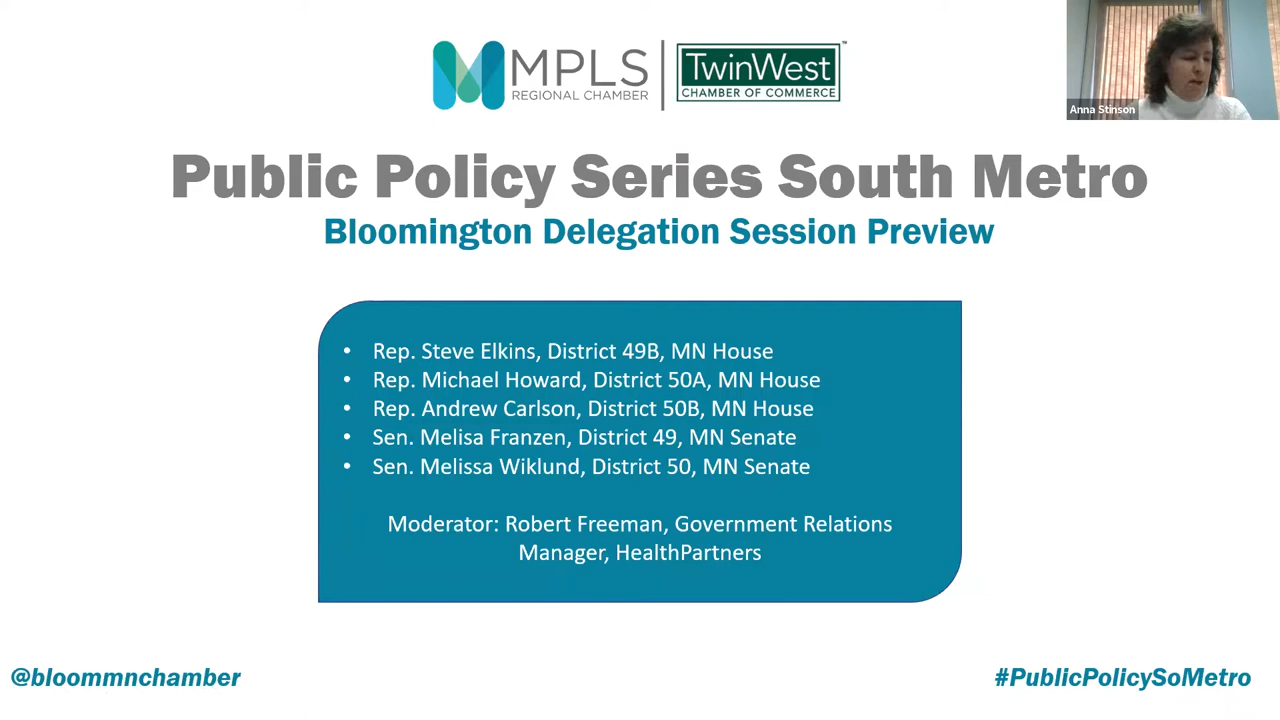 MPLS
REGIONAL CHAMBER
TwinWest
CHAMBER OF COMMERCE
™
Anna Stinson
Public Policy Series South Metro
Bloomington Delegation Session Preview
• Rep. Steve Elkins, District 49B, MN House
• Rep. Michael Howard, District 50A, MN House
• Rep. Andrew Carlson, District 50B, MN House
• Sen. Melisa Franzen, District 49, MN Senate
• Sen. Melissa Wiklund, District 50, MN Senate
Moderator: Robert Freeman, Government Relations
Manager, HealthPartners
@bloommnchamber
#PublicPolicySoMetro